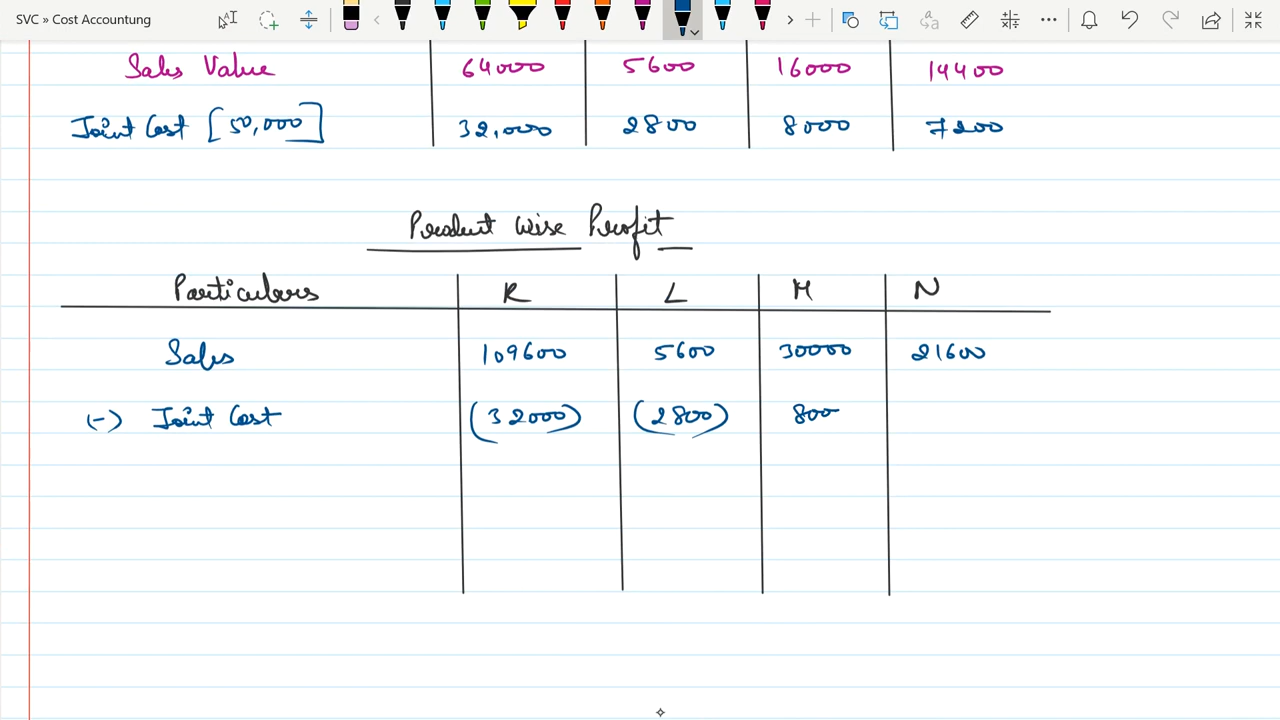 SVC » Cost Accountung
Sales Value 64000 5600 16000 14400
Joint Cost [50,000] 32,000 2800 8000 7200
Product Wise Profit
Particulars K L M N
Sales 109600 5600 30000 21600
(-) Joint Cost (32000) (2800) 800